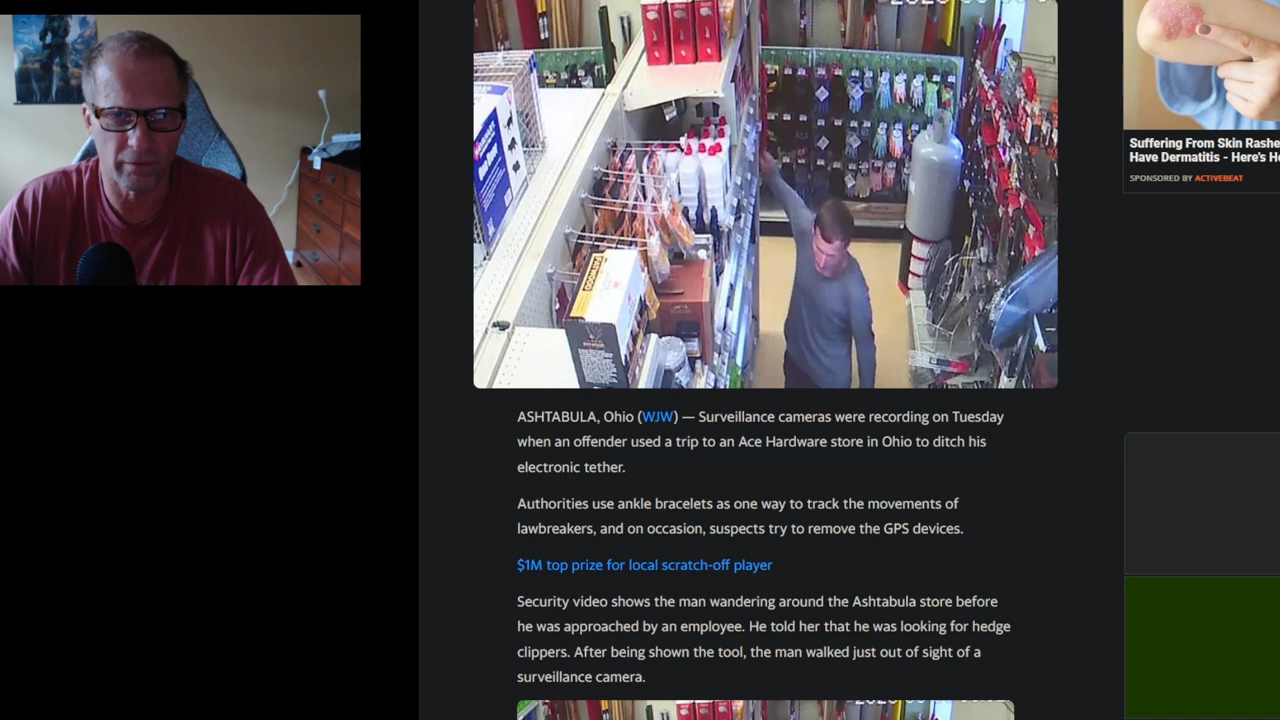 ASHTABULA, Ohio (WJW) — Surveillance cameras were recording on Tuesday
when an offender used a trip to an Ace Hardware store in Ohio to ditch his
electronic tether.
Authorities use ankle bracelets as one way to track the movements of
lawbreakers, and on occasion, suspects try to remove the GPS devices.
$1M top prize for local scratch-off player
Security video shows the man wandering around the Ashtabula store before
he was approached by an employee. He told her that he was looking for hedge
clippers. After being shown the tool, the man walked just out of sight of a
surveillance camera.
Suffering From Skin Rashe
Have Dermatitis - Here's H
SPONSORED BY ACTIVEBEAT